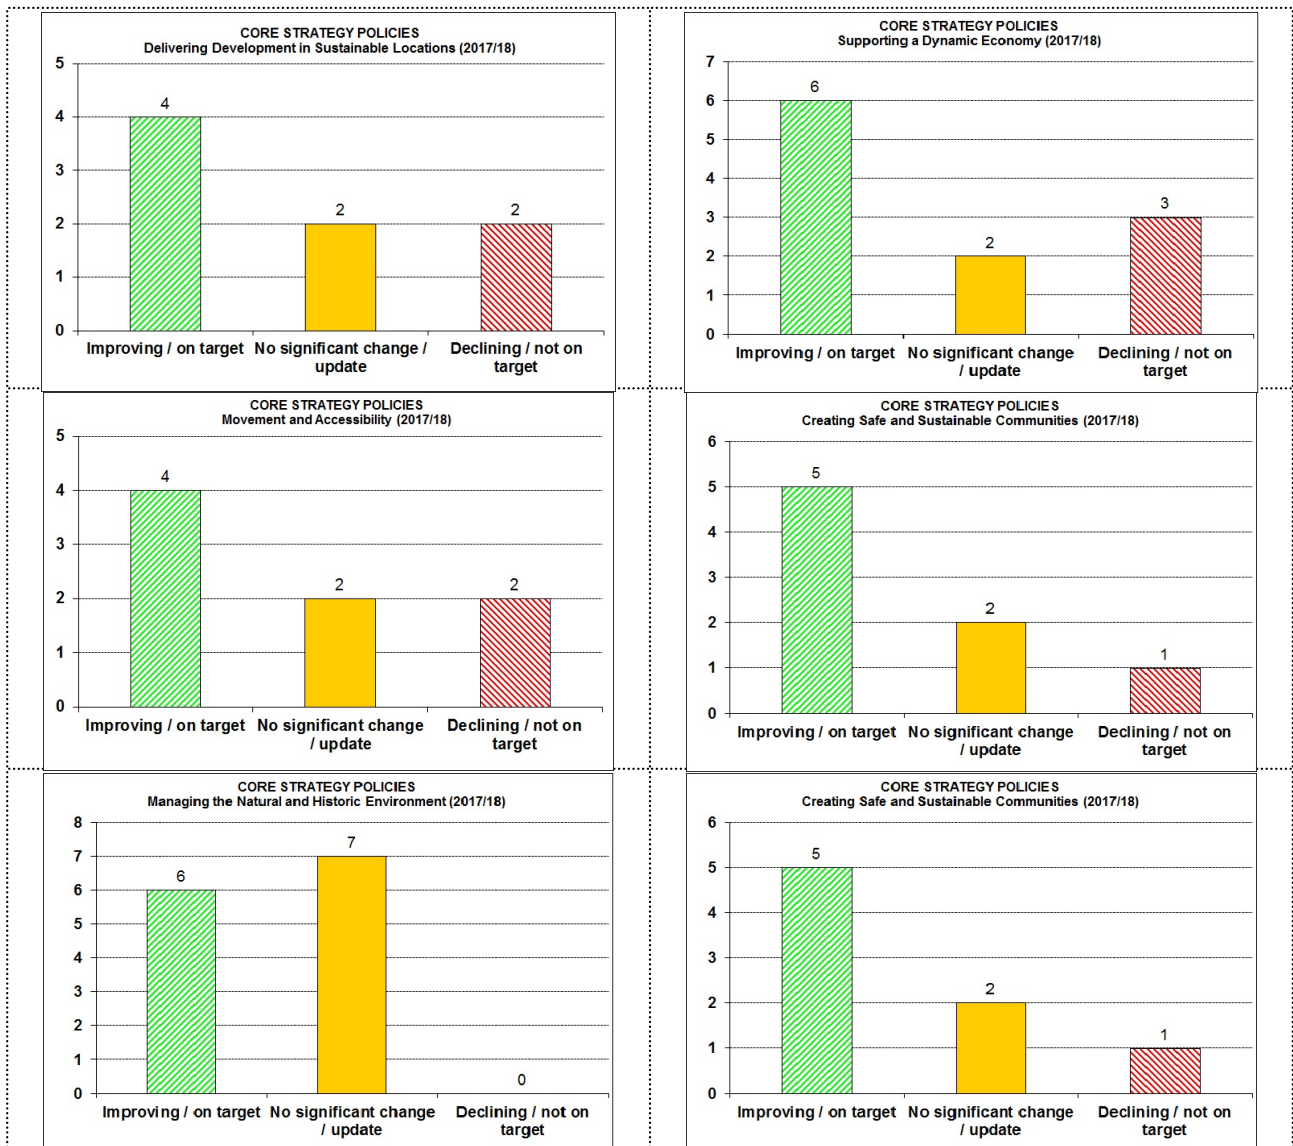 CORE STRATEGY POLICIES
Delivering Development in Sustainable Locations (2017/18)
5
4
3
2
1
0
4
2
2
Improving / on target
No significant change /
update
Declining / not on
target
CORE STRATEGY POLICIES
Supporting a Dynamic Economy (2017/18)
7
6
5
4
3
2
1
0
6
2
3
Improving / on target
No significant change
/ update
Declining / not on
target
CORE STRATEGY POLICIES
Movement and Accessibility (2017/18)
5
4
3
2
1
0
4
2
2
Improving / on target
No significant change
/ update
Declining / not on
target
CORE STRATEGY POLICIES
Creating Safe and Sustainable Communities (2017/18)
6
5
4
3
2
1
0
5
2
1
Improving / on target
No significant change
/ update
Declining / not on
target
CORE STRATEGY POLICIES
Managing the Natural and Historic Environment (2017/18)
8
7
6
5
4
3
2
1
0
6
7
0
Improving / on target
No significant change
/ update
Declining / not on
target
CORE STRATEGY POLICIES
Creating Safe and Sustainable Communities (2017/18)
6
5
4
3
2
1
0
5
2
1
Improving / on target
No significant change
/ update
Declining / not on
target